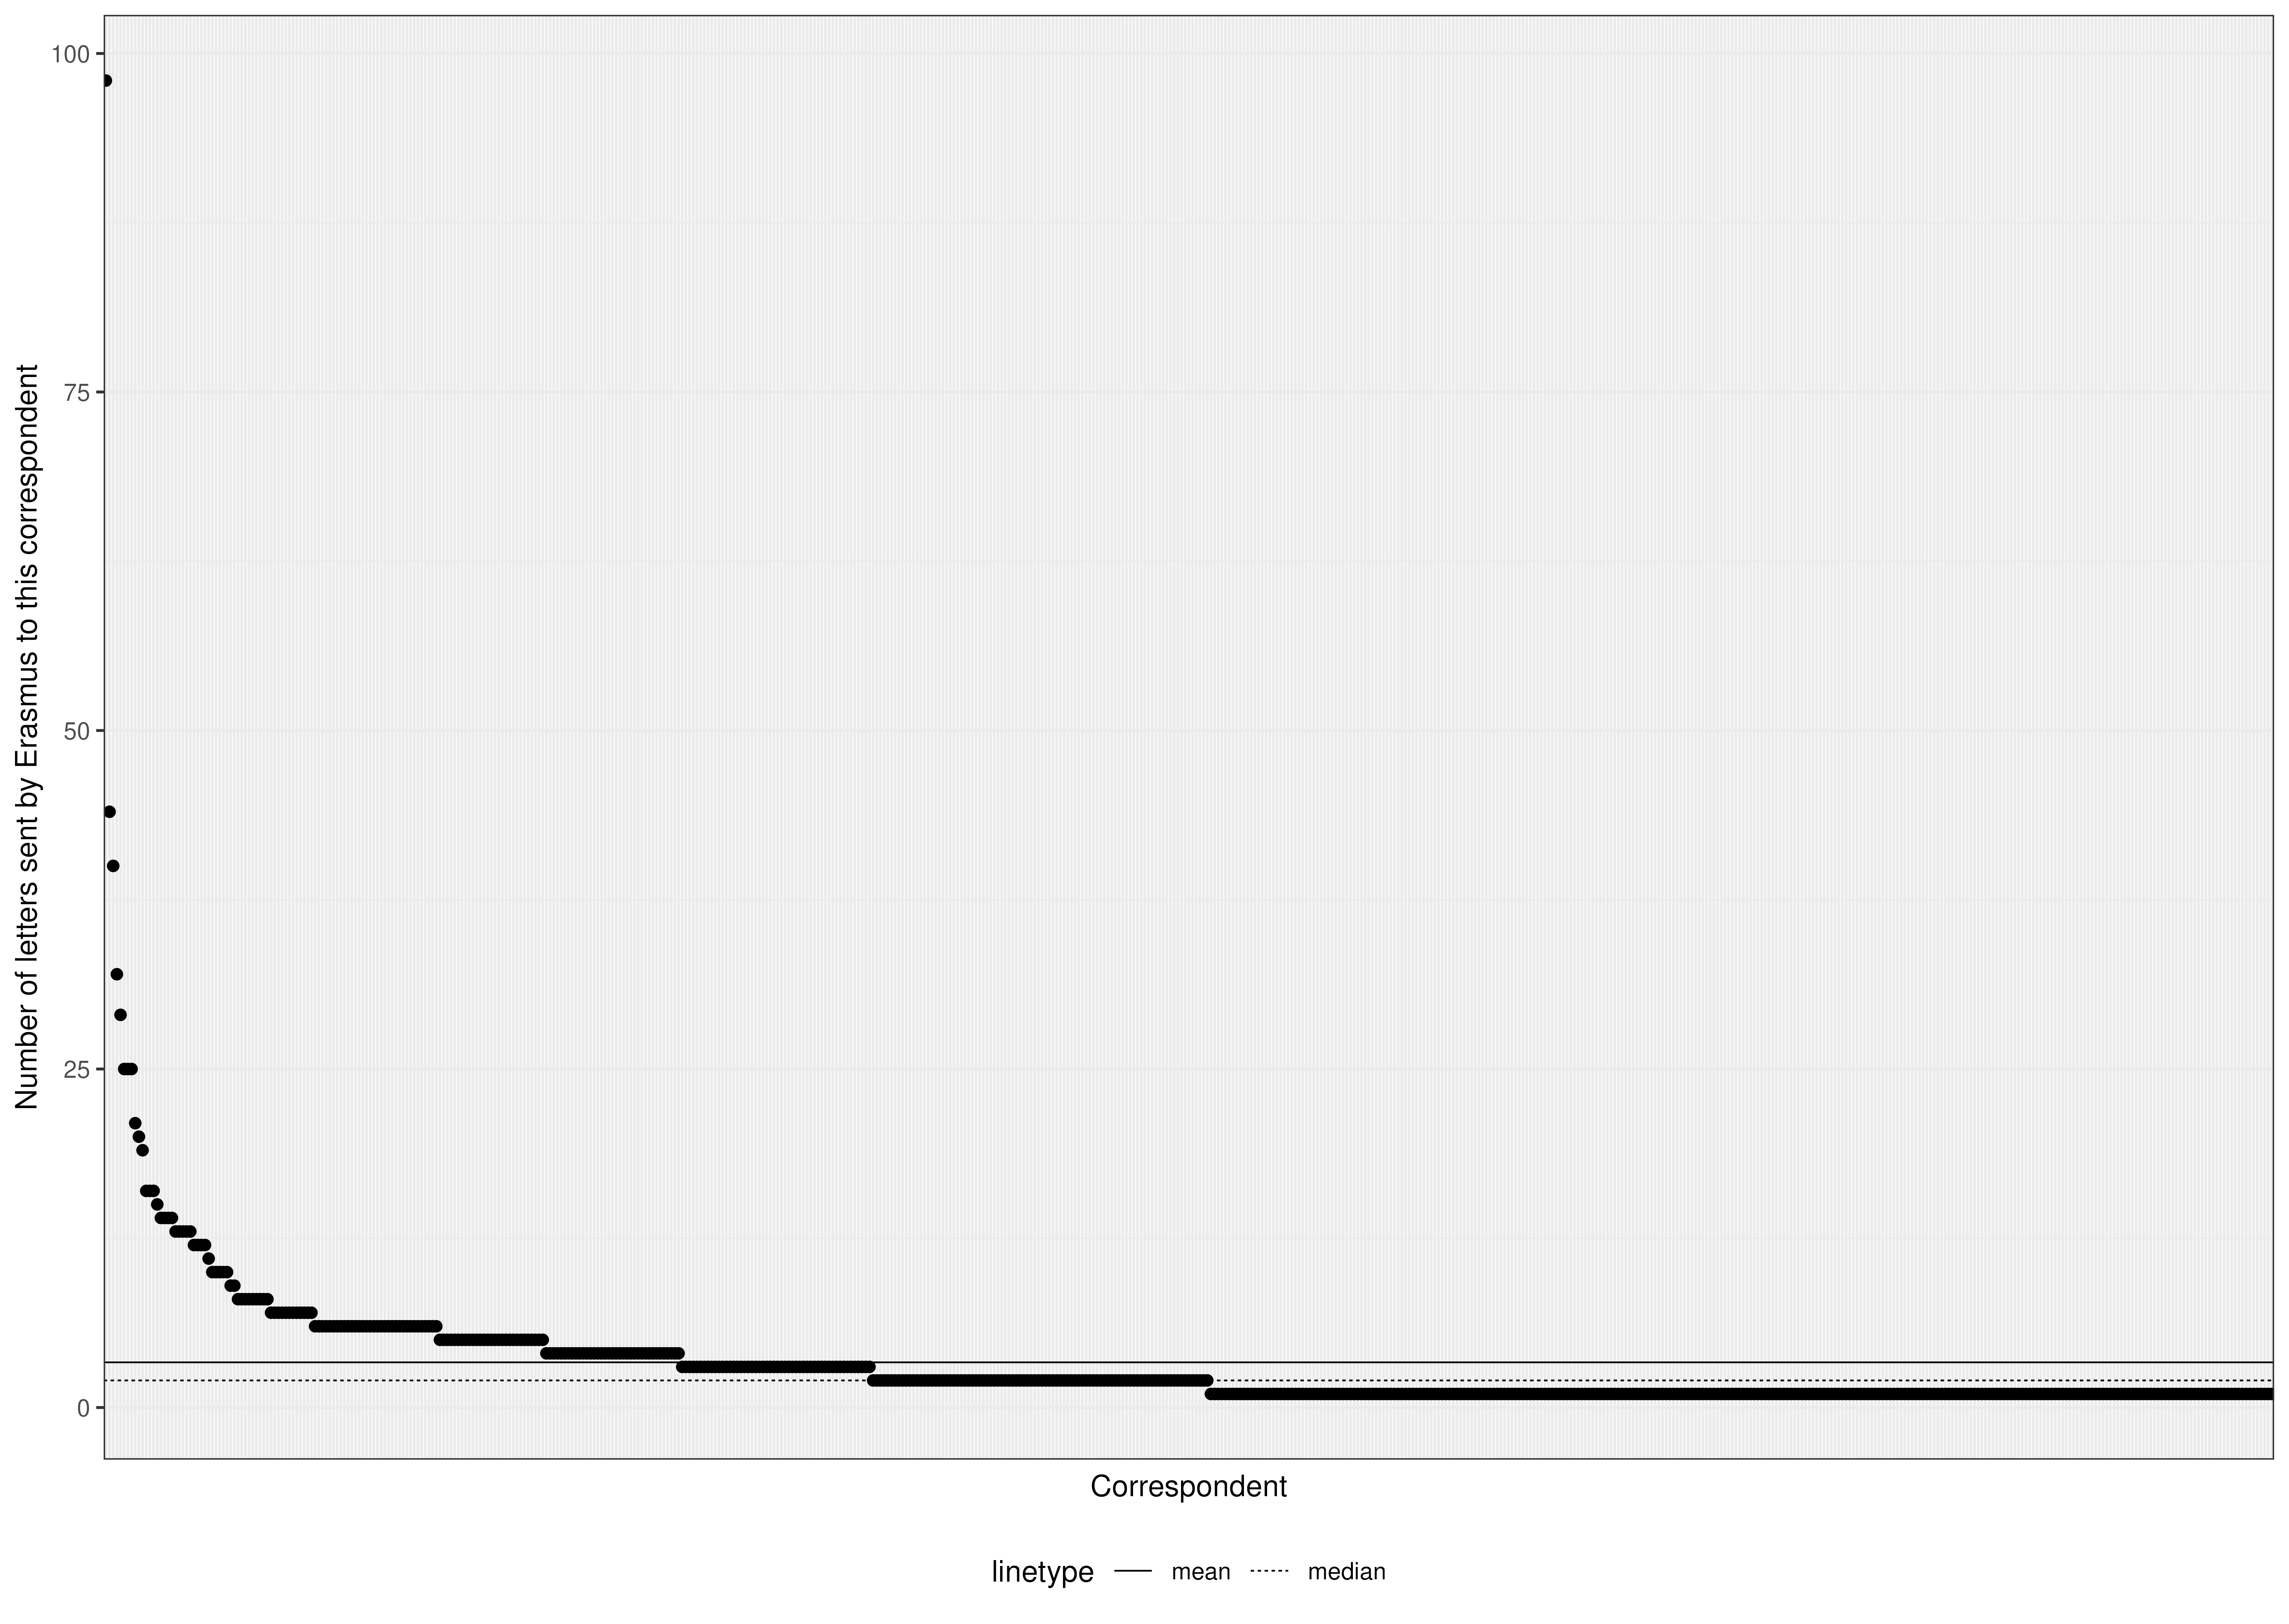 Number of letters sent by Erasmus to this correspondent
100
75
50
25
0
Correspondent
linetype mean median